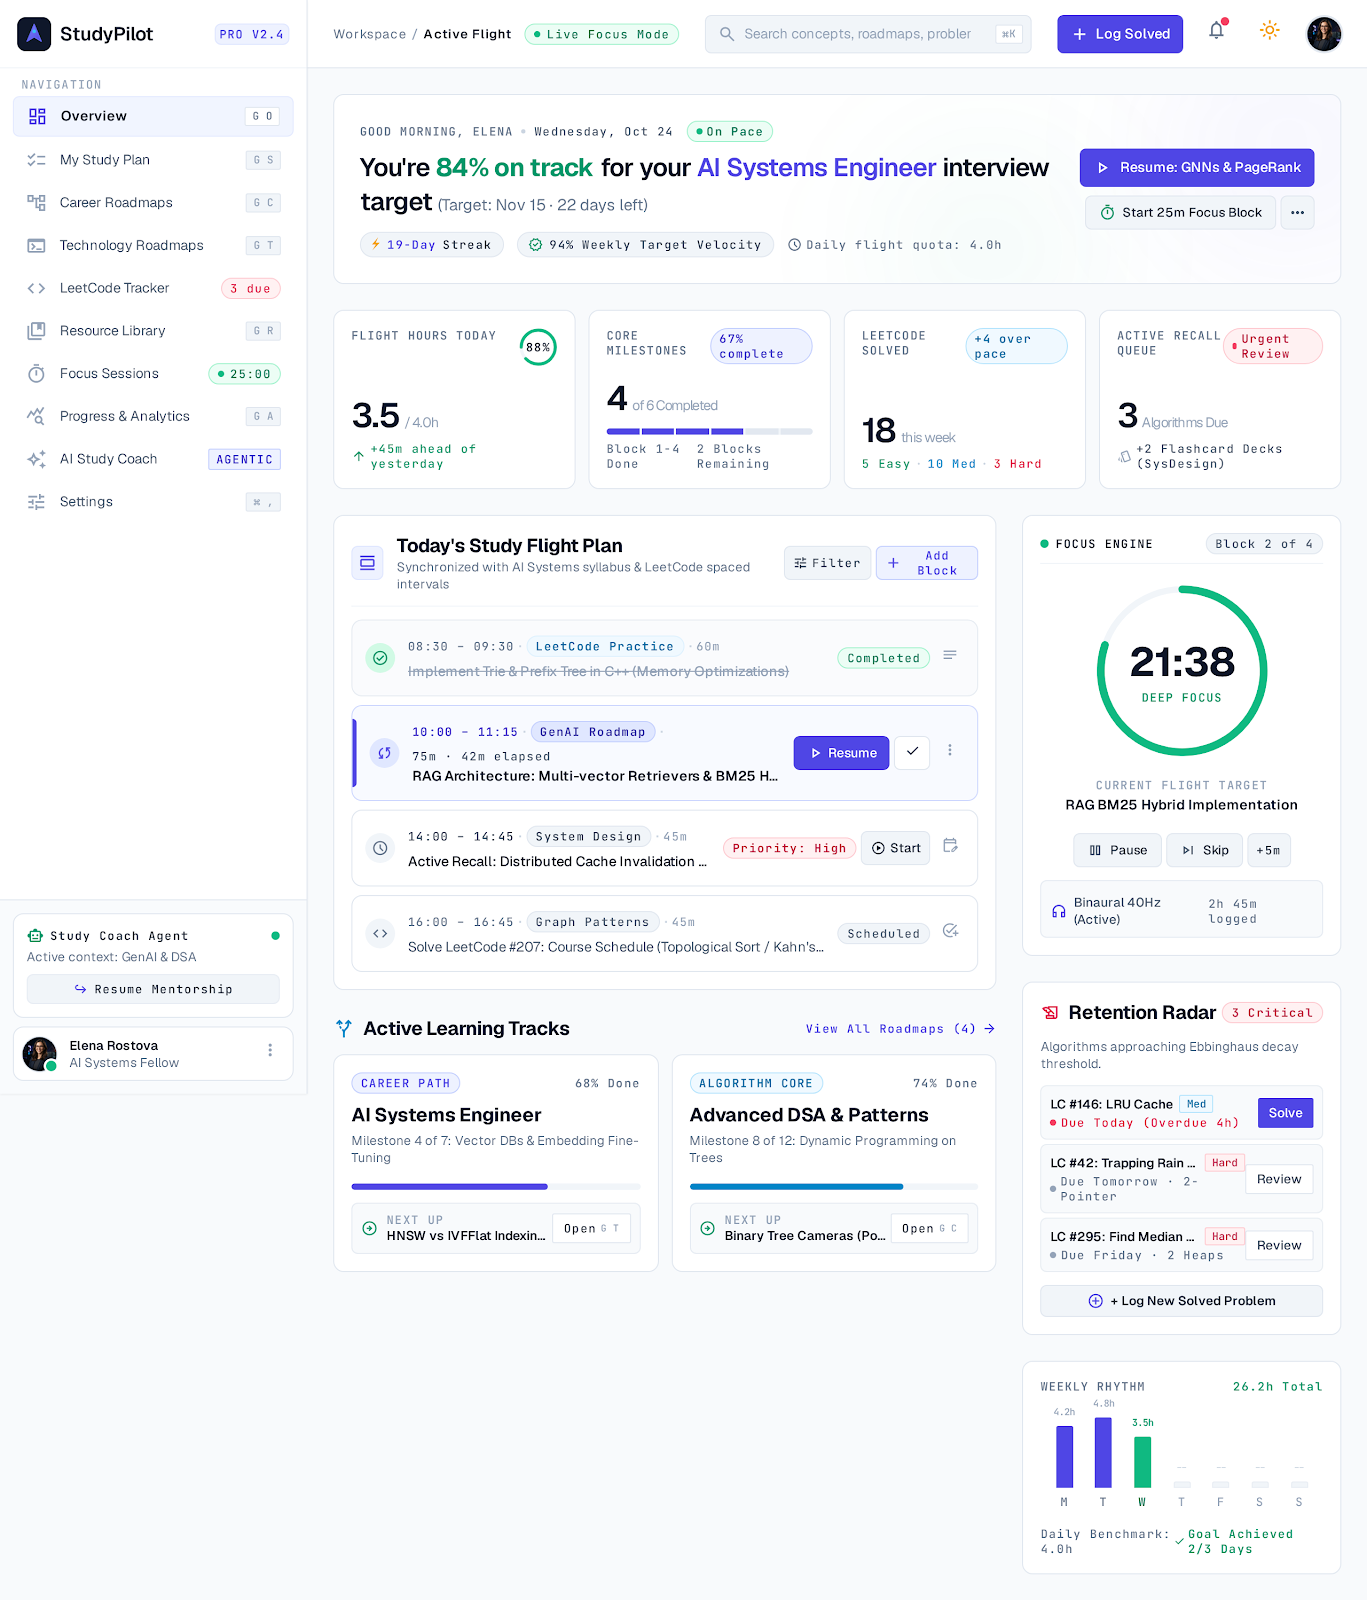 StudyPilot
PRO V2.4
NAVIGATION
Overview G O
My Study Plan G S
Career Roadmaps G C
Technology Roadmaps G T
LeetCode Tracker 3 due
Resource Library G R
Focus Sessions 25:00
Progress & Analytics G A
AI Study Coach AGENTIC
Settings ⌘ ,
Study Coach Agent
Active context: GenAI & DSA
Resume Mentorship
Elena Rostova
AI Systems Fellow
Workspace / Active Flight Live Focus Mode
Search concepts, roadmaps, probler ⌘K
Log Solved
GOOD MORNING, ELENA Wednesday, Oct 24 On Pace
You're 84% on track for your AI Systems Engineer interview
target (Target: Nov 15 · 22 days left)
19-Day Streak 94% Weekly Target Velocity Daily flight quota: 4.0h
Resume: GNNs & PageRank
Start 25m Focus Block
FLIGHT HOURS TODAY
88%
3.5 / 4.0h
+45m ahead of
yesterday
CORE
MILESTONES
67%
complete
4 of 6 Completed
Block 1-4
Done
2 Blocks
Remaining
LEETCODE
SOLVED
+4 over
pace
18 this week
5 Easy · 10 Med · 3 Hard
ACTIVE RECALL
QUEUE
Urgent
Review
3 Algorithms Due
+2 Flashcard Decks
(SysDesign)
Today's Study Flight Plan
Synchronized with AI Systems syllabus & LeetCode spaced
intervals
Filter
Add
Block
08:30 – 09:30 · LeetCode Practice · 60m
Implement Trie & Prefix Tree in C++ (Memory Optimizations)
Completed
10:00 – 11:15 · GenAI Roadmap ·
75m · 42m elapsed
RAG Architecture: Multi-vector Retrievers & BM25 H...
Resume
14:00 – 14:45 · System Design · 45m
Active Recall: Distributed Cache Invalidation ...
Priority: High
Start
16:00 – 16:45 · Graph Patterns · 45m
Solve LeetCode #207: Course Schedule (Topological Sort / Kahn's...
Scheduled
Active Learning Tracks
View All Roadmaps (4)
CAREER PATH 68% Done
AI Systems Engineer
Milestone 4 of 7: Vector DBs & Embedding Fine-
Tuning
NEXT UP
HNSW vs IVFFlat Indexin...
Open G T
ALGORITHM CORE 74% Done
Advanced DSA & Patterns
Milestone 8 of 12: Dynamic Programming on
Trees
NEXT UP
Binary Tree Cameras (Po...
Open G C
FOCUS ENGINE Block 2 of 4
21:38
DEEP FOCUS
CURRENT FLIGHT TARGET
RAG BM25 Hybrid Implementation
Pause
Skip
+5m
Binaural 40Hz
(Active)
2h 45m
logged
Retention Radar 3 Critical
Algorithms approaching Ebbinghaus decay
threshold.
LC #146: LRU Cache Med
Due Today (Overdue 4h)
Solve
LC #42: Trapping Rain ... Hard
Due Tomorrow · 2-
Pointer
Review
LC #295: Find Median ... Hard
Due Friday · 2 Heaps
Review
+ Log New Solved Problem
WEEKLY RHYTHM 26.2h Total
4.2h 4.8h 3.5h — — — —
M T W T F S S
Daily Benchmark:
4.0h
Goal Achieved
2/3 Days